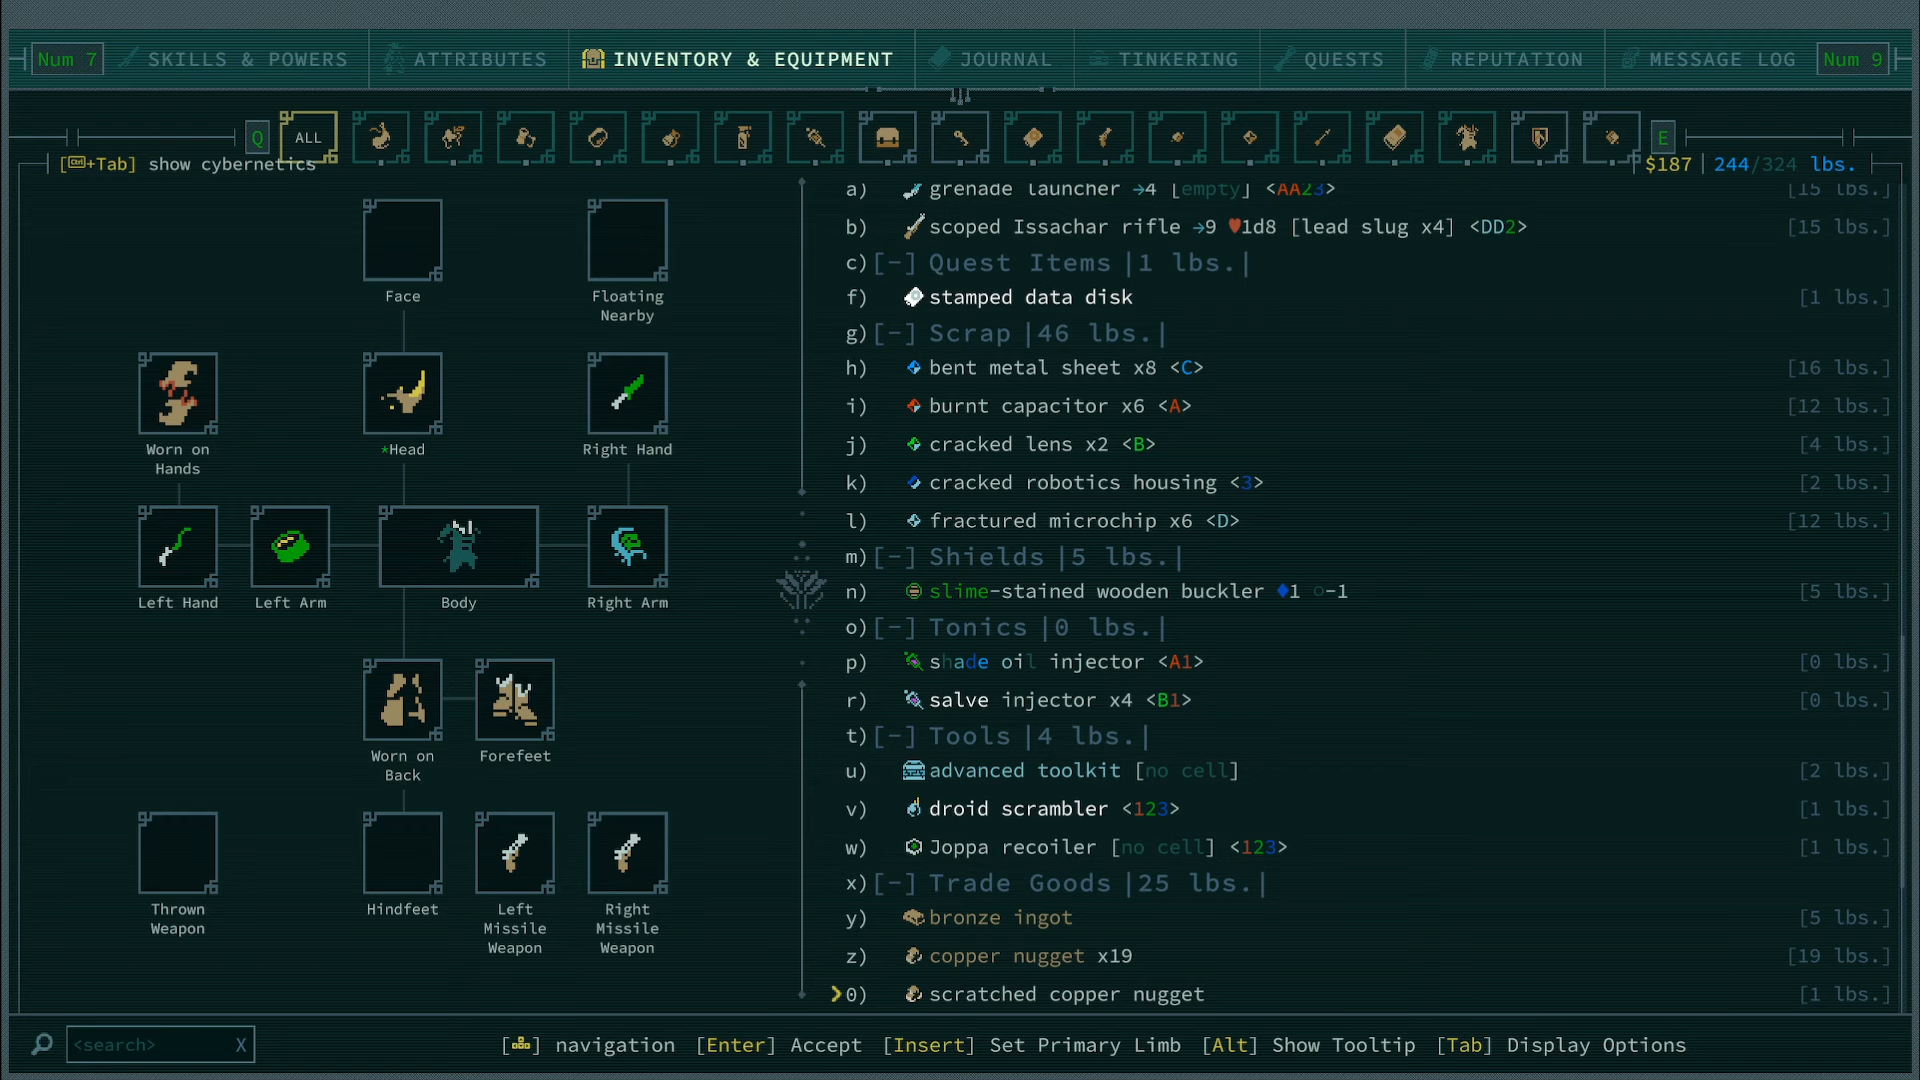 Num 7 SKILLS & POWERS ATTRIBUTES INVENTORY & EQUIPMENT JOURNAL TINKERING QUESTS REPUTATION MESSAGE LOG Num 9
Q ALL E
[Ctrl+Tab] show cybernetics
$187 | 244/324 lbs.
Face
Floating
Nearby
Worn on
Hands
*Head
Right Hand
Left Hand
Left Arm
Body
Right Arm
Worn on
Back
Forefeet
Thrown
Weapon
Hindfeet
Left
Missile
Weapon
Right
Missile
Weapon
a) grenade launcher →4 [empty] <AA23> [15 lbs.]
b) scoped Issachar rifle →9 ♥1d8 [lead slug x4] <DD2> [15 lbs.]
c) [-] Quest Items |1 lbs.|
f) stamped data disk [1 lbs.]
g) [-] Scrap |46 lbs.|
h) bent metal sheet x8 <C> [16 lbs.]
i) burnt capacitor x6 <A> [12 lbs.]
j) cracked lens x2 <B> [4 lbs.]
k) cracked robotics housing <3> [2 lbs.]
l) fractured microchip x6 <D> [12 lbs.]
m) [-] Shields |5 lbs.|
n) slime-stained wooden buckler ♦1 ○-1 [5 lbs.]
o) [-] Tonics |0 lbs.|
p) shade oil injector <A1> [0 lbs.]
r) salve injector x4 <B1> [0 lbs.]
t) [-] Tools |4 lbs.|
u) advanced toolkit [no cell] [2 lbs.]
v) droid scrambler <123> [1 lbs.]
w) Joppa recoiler [no cell] <123> [1 lbs.]
x) [-] Trade Goods |25 lbs.|
y) bronze ingot [5 lbs.]
z) copper nugget x19 [19 lbs.]
0) scratched copper nugget [1 lbs.]
<search> X
navigation [Enter] Accept [Insert] Set Primary Limb [Alt] Show Tooltip [Tab] Display Options